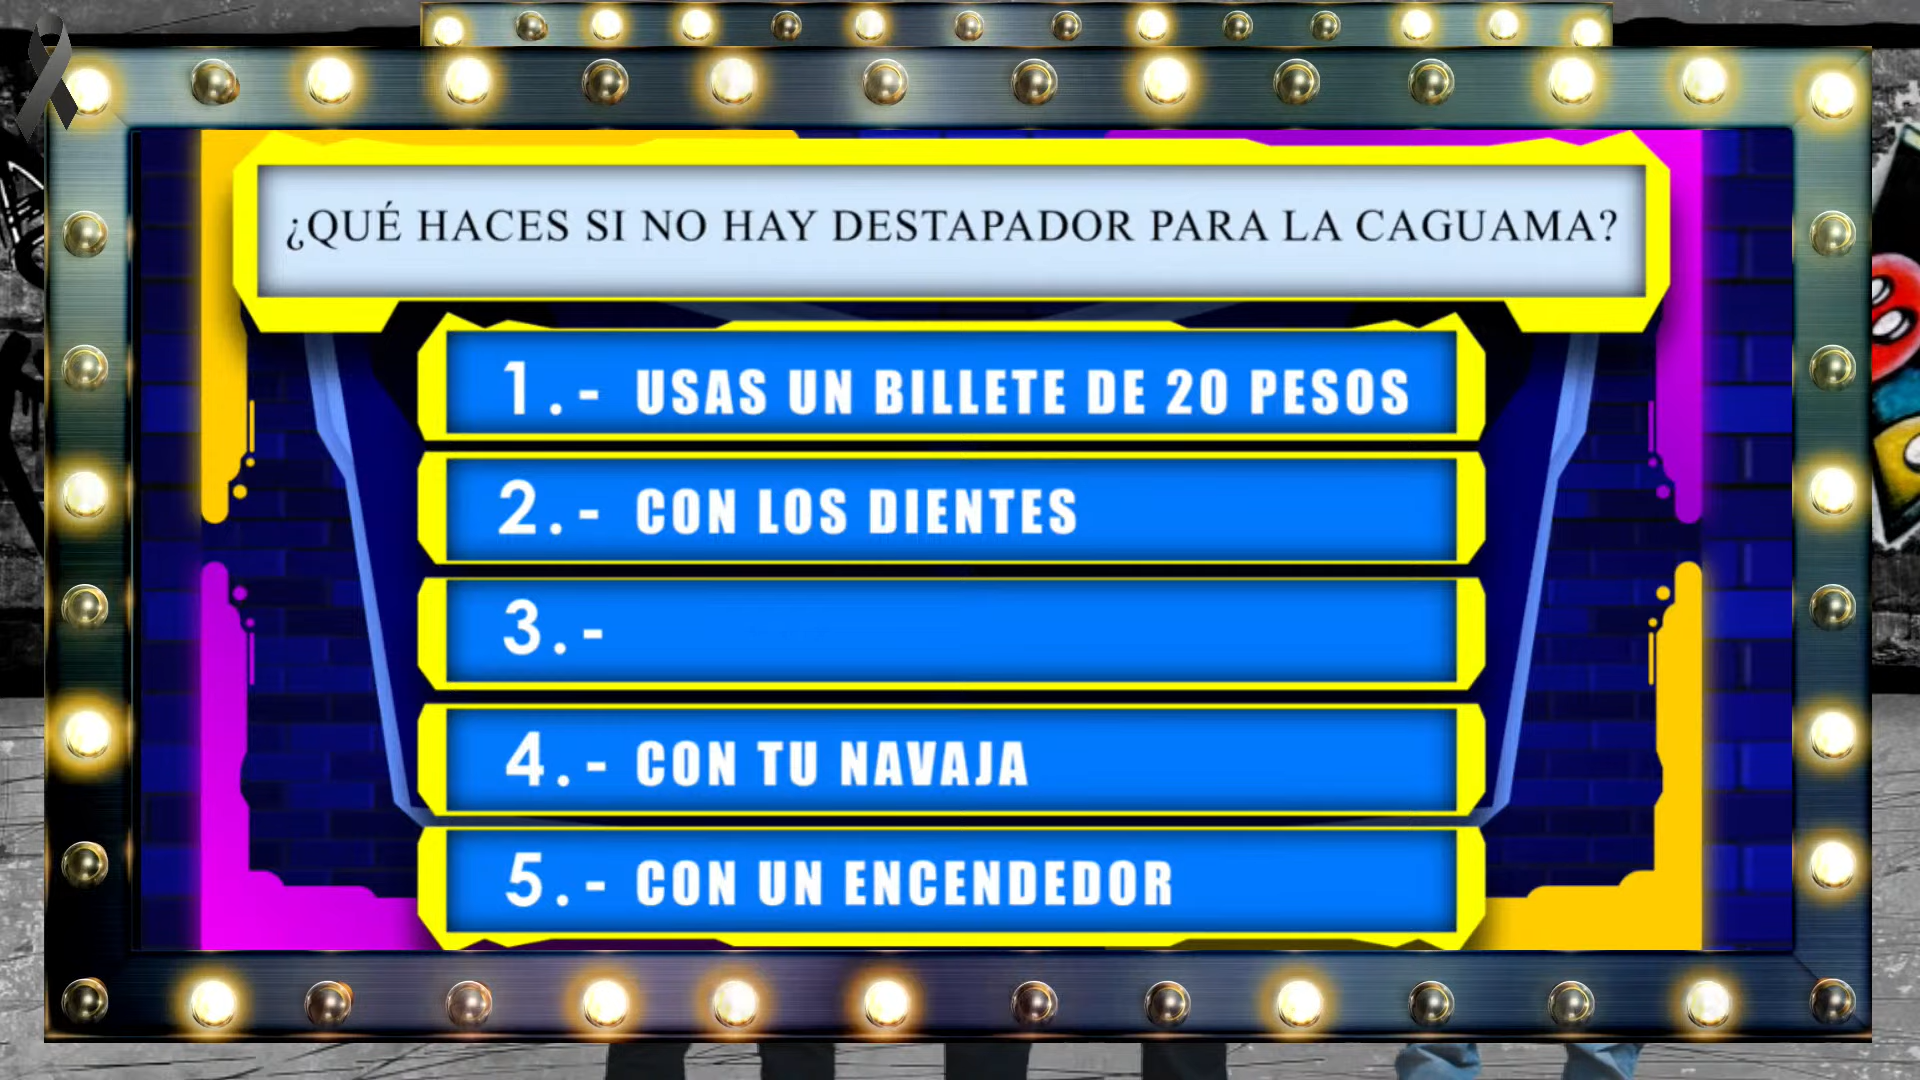 ¿QUÉ HACES SI NO HAY DESTAPADOR PARA LA CAGUAMA?
1.- USAS UN BILLETE DE 20 PESOS
2.- CON LOS DIENTES
3.-
4.- CON TU NAVAJA
5.- CON UN ENCENDEDOR